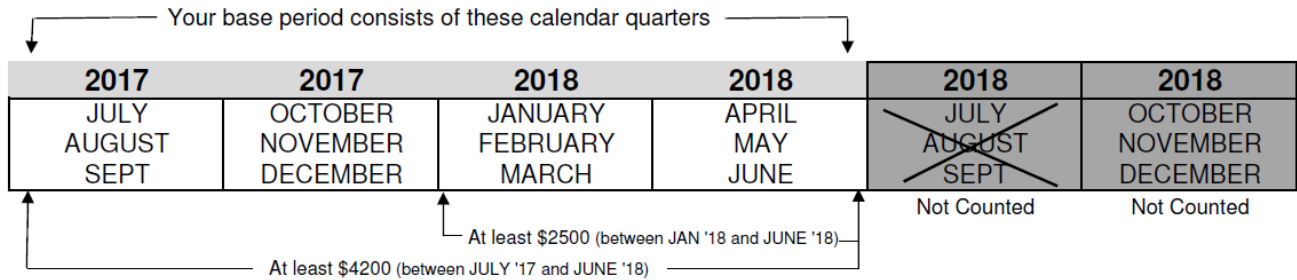 Your base period consists of these calendar quarters
2017 2017 2018 2018 2018 2018
JULY OCTOBER JANUARY APRIL JULY OCTOBER
AUGUST NOVEMBER FEBRUARY MAY AUGUST NOVEMBER
SEPT DECEMBER MARCH JUNE SEPT DECEMBER
Not Counted Not Counted
At least $2500 (between JAN '18 and JUNE '18)
At least $4200 (between JULY '17 and JUNE '18)